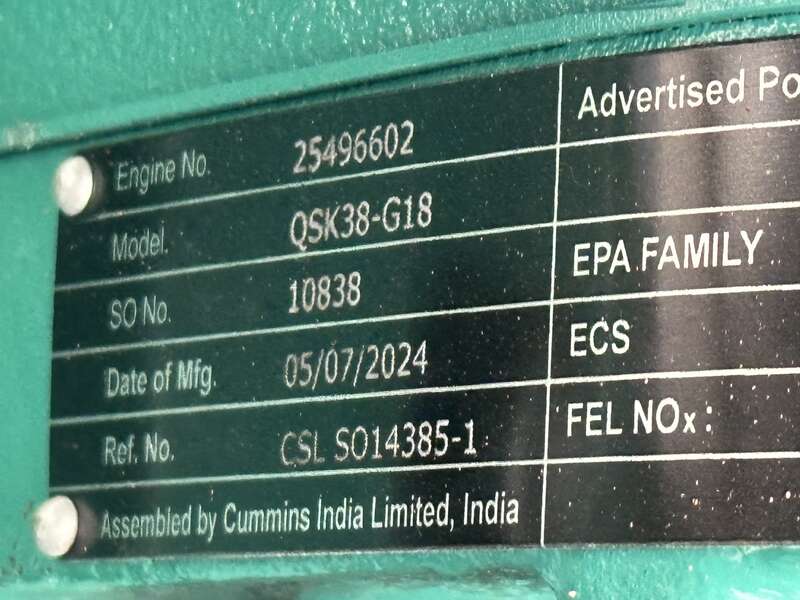 Engine No. 25496602
Model. QSK38-G18
SO No. 10838
Date of Mfg. 05/07/2024
Ref. No. CSL SO14385-1
Assembled by Cummins India Limited, India
Advertised Po
EPA FAMILY
ECS
FEL NOx :